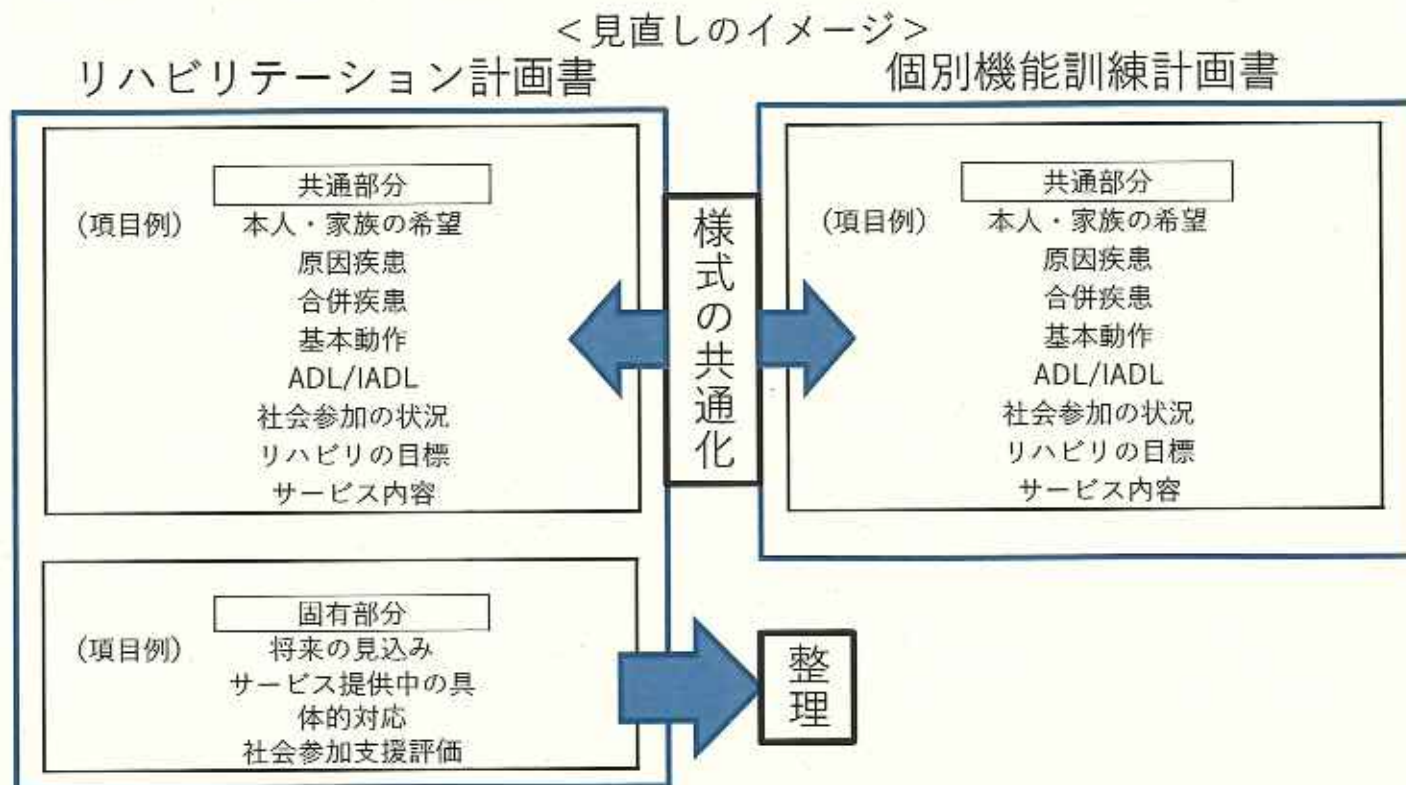 <見直しのイメージ>
リハビリテーション計画書
共通部分
(項目例) 本人・家族の希望
原因疾患
合併疾患
基本動作
ADL/IADL
社会参加の状況
リハビリの目標
サービス内容
固有部分
(項目例) 将来の見込み
サービス提供中の具
体的対応
社会参加支援評価
様式の共通化
整理
個別機能訓練計画書
共通部分
(項目例) 本人・家族の希望
原因疾患
合併疾患
基本動作
ADL/IADL
社会参加の状況
リハビリの目標
サービス内容